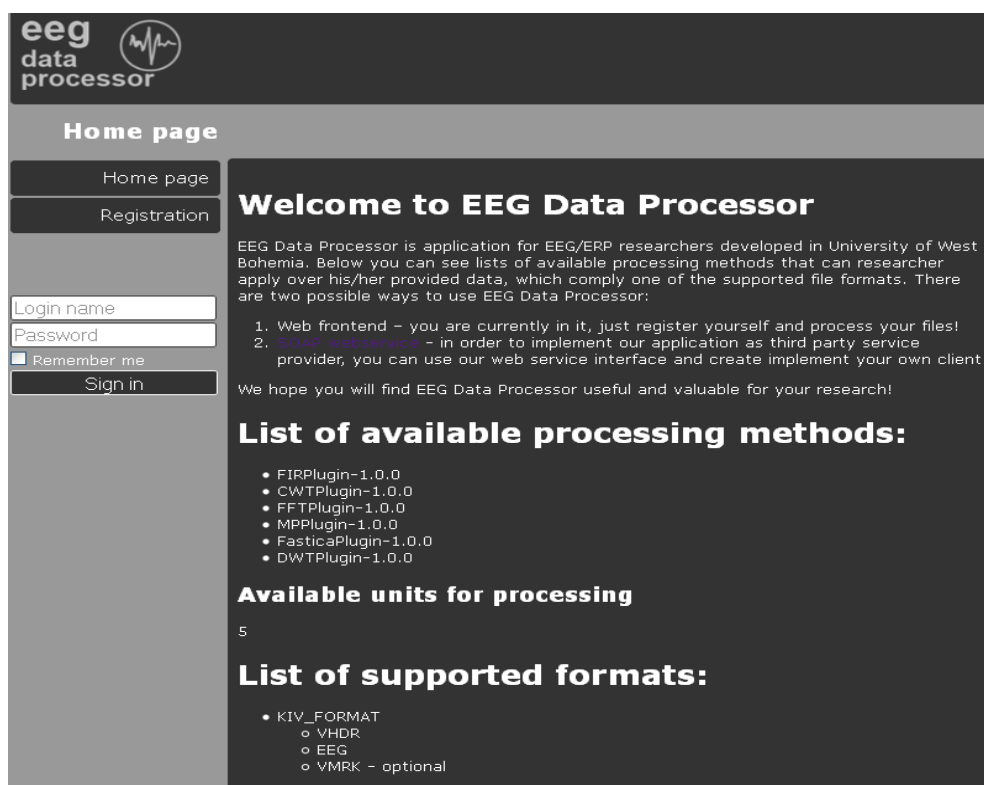 eeg
data
processor
Home page
Home page
Registration
Login name
Password
Remember me
Sign in
Welcome to EEG Data Processor
EEG Data Processor is application for EEG/ERP researchers developed in University of West
Bohemia. Below you can see lists of available processing methods that can researcher
apply over his/her provided data, which comply one of the supported file formats. There
are two possible ways to use EEG Data Processor:
1. Web frontend - you are currently in it, just register yourself and process your files!
2. SOAP webservice - in order to implement our application as third party service
provider, you can use our web service interface and create implement your own client
We hope you will find EEG Data Processor useful and valuable for your research!
List of available processing methods:
• FIRPlugin-1.0.0
• CWTPlugin-1.0.0
• FFTPlugin-1.0.0
• MPPlugin-1.0.0
• FasticaPlugin-1.0.0
• DWTPlugin-1.0.0
Available units for processing
5
List of supported formats:
• KIV_FORMAT
o VHDR
o EEG
o VMRK - optional